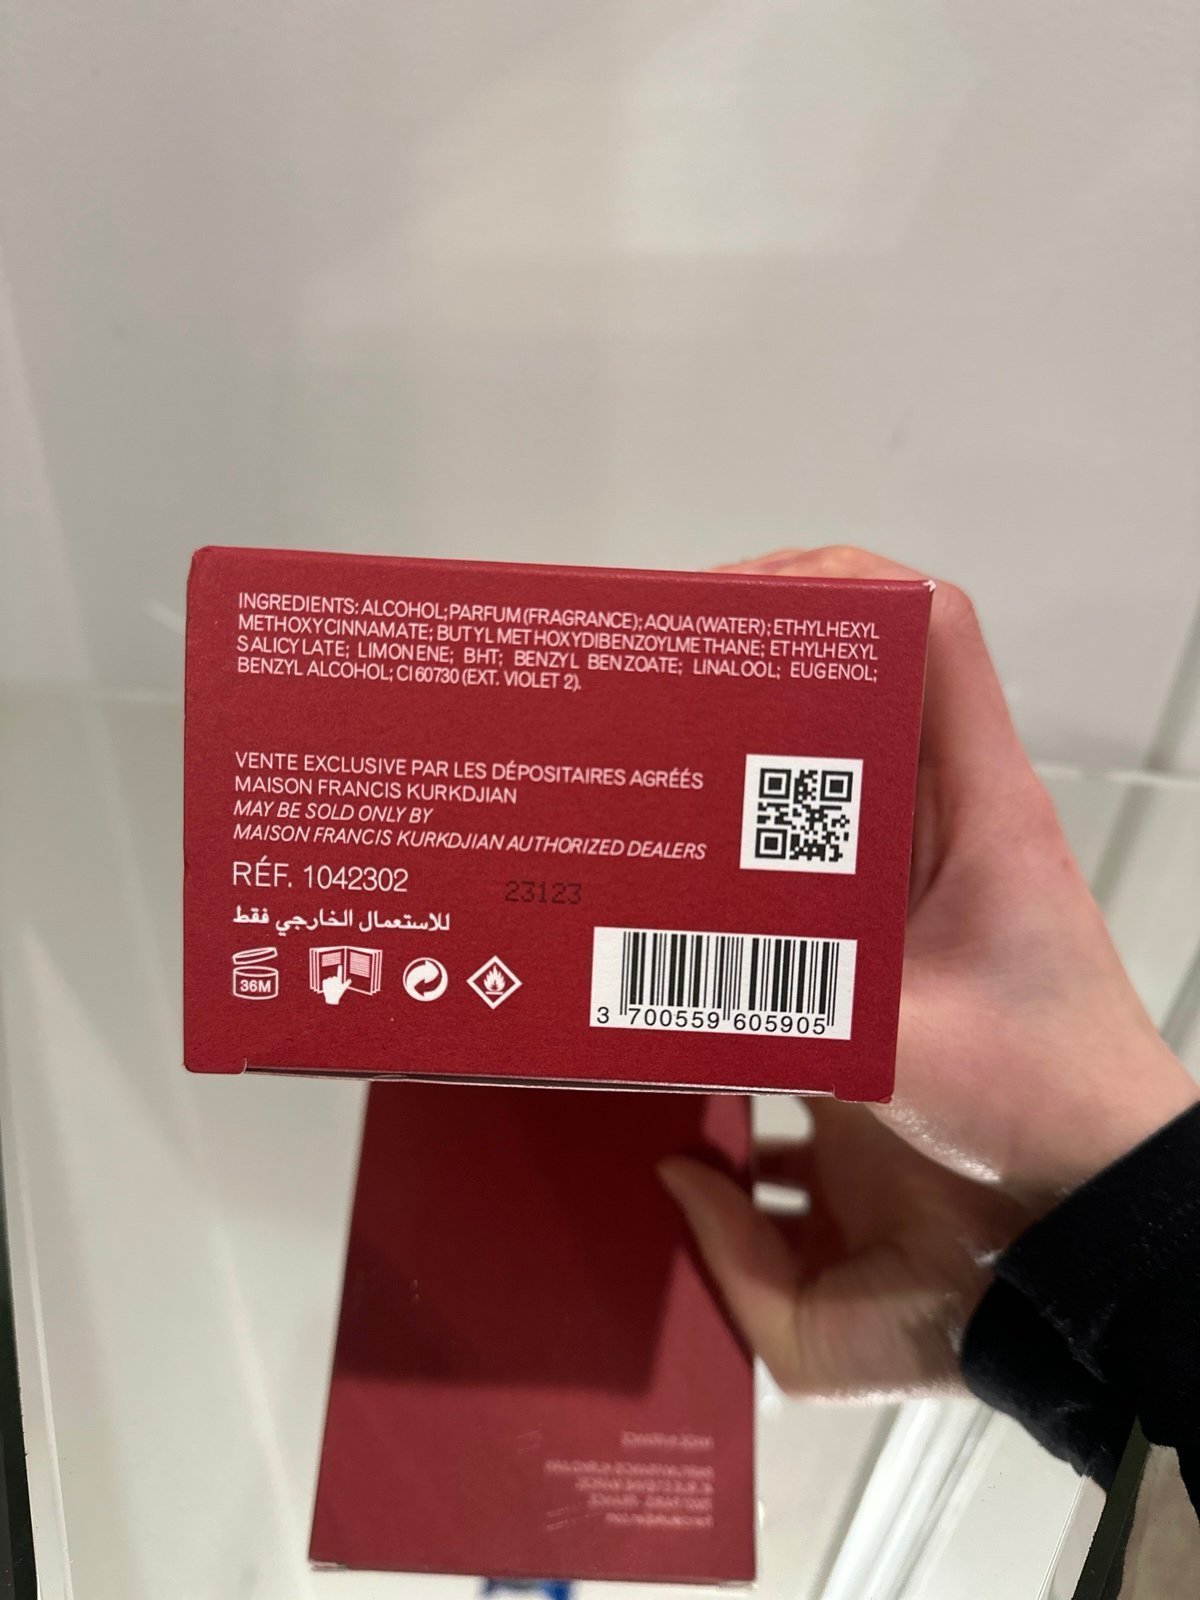 INGREDIENTS: ALCOHOL; PARFUM (FRAGRANCE); AQUA (WATER); ETHYLHEXYL
METHOXYCINNAMATE; BUTYL METHOXYDIBENZOYLMETHANE; ETHYLHEXYL
SALICYLATE; LIMONENE; BHT; BENZYL BENZOATE; LINALOOL; EUGENOL;
BENZYL ALCOHOL; CI 60730 (EXT. VIOLET 2).
VENTE EXCLUSIVE PAR LES DÉPOSITAIRES AGRÉÉS
MAISON FRANCIS KURKDJIAN
MAY BE SOLD ONLY BY
MAISON FRANCIS KURKDJIAN AUTHORIZED DEALERS
RÉF. 1042302
23123
للاستعمال الخارجي فقط
36M
3 700559 605905